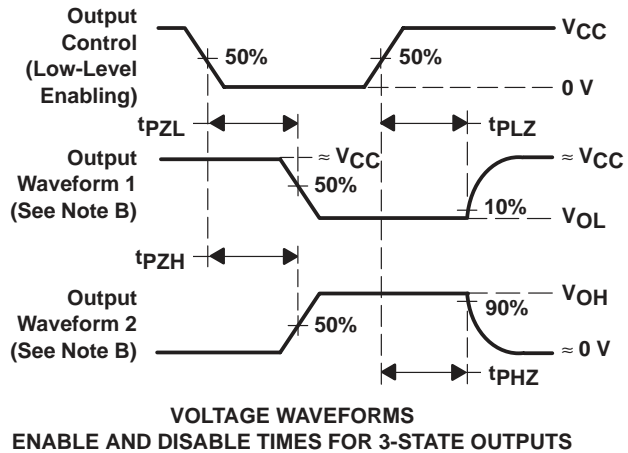 Output
Control
(Low-Level
Enabling)
50%
50%
VCC
0 V
tPZL
tPLZ
Output
Waveform 1
(See Note B)
≈ VCC
50%
≈ VCC
10%
VOL
tPZH
Output
Waveform 2
(See Note B)
50%
VOH
90%
≈ 0 V
tPHZ
VOLTAGE WAVEFORMS
ENABLE AND DISABLE TIMES FOR 3-STATE OUTPUTS